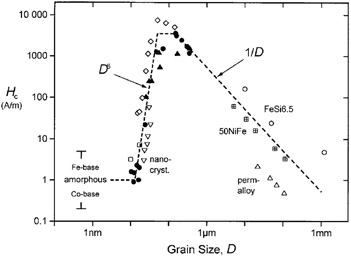 10 000
1000
100
10
1
0.1
H_c
(A/m)
D⁶
1/D
FeSi6.5
50NiFe
perm-
alloy
nano-
cryst.
Fe-base
amorphous
Co-base
1nm
1µm
1mm
Grain Size, D